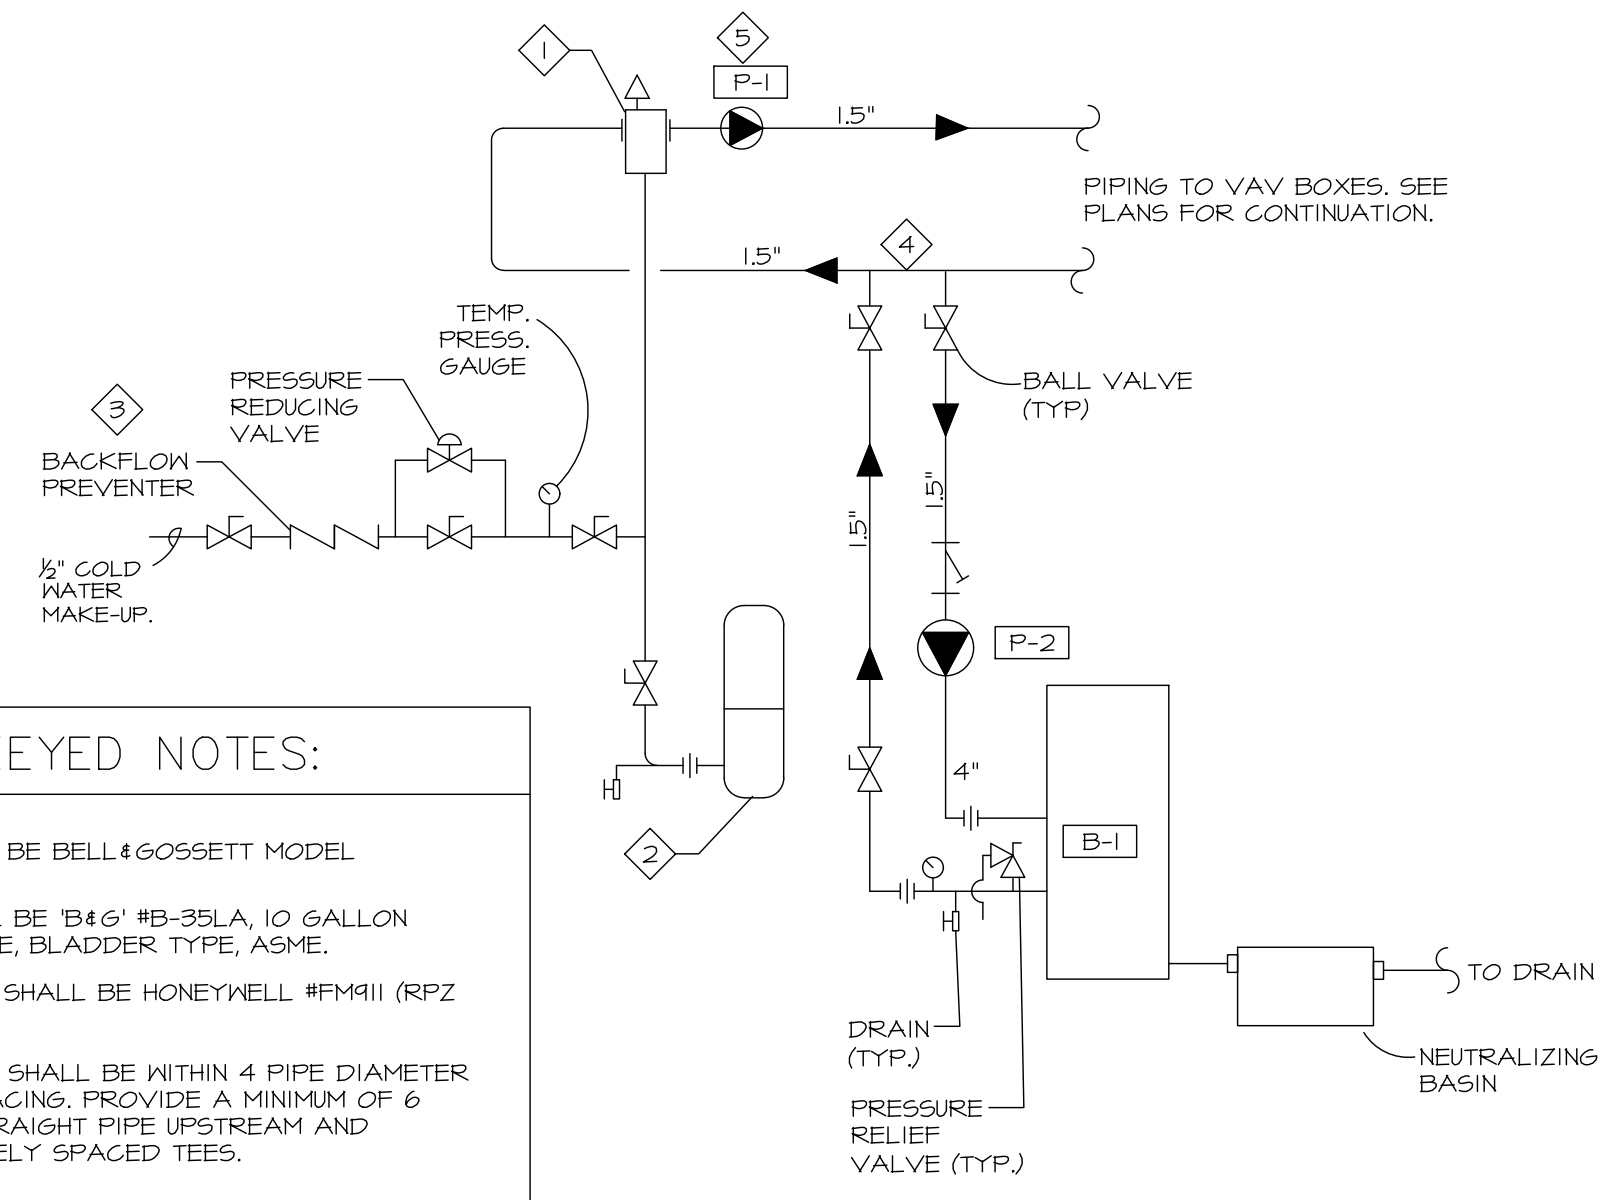 1
5
P-1
1.5"
PIPING TO VAV BOXES. SEE
PLANS FOR CONTINUATION.
4
1.5"
TEMP.
PRESS.
GAUGE
PRESSURE
REDUCING
VALVE
BALL VALVE
(TYP)
3
BACKFLOW
PREVENTER
1.5"
1.5"
½" COLD
WATER
MAKE-UP.
P-2
EYED NOTES:
4"
H
B-1
2
BE BELL&GOSSETT MODEL
BE 'B&G' #B-35LA, 10 GALLON
E, BLADDER TYPE, ASME.
H
SHALL BE HONEYWELL #FM911 (RPZ
TO DRAIN
DRAIN
(TYP.)
NEUTRALIZING
BASIN
SHALL BE WITHIN 4 PIPE DIAMETER
ACING. PROVIDE A MINIMUM OF 6
RAIGHT PIPE UPSTREAM AND
ELY SPACED TEES.
PRESSURE
RELIEF
VALVE (TYP.)